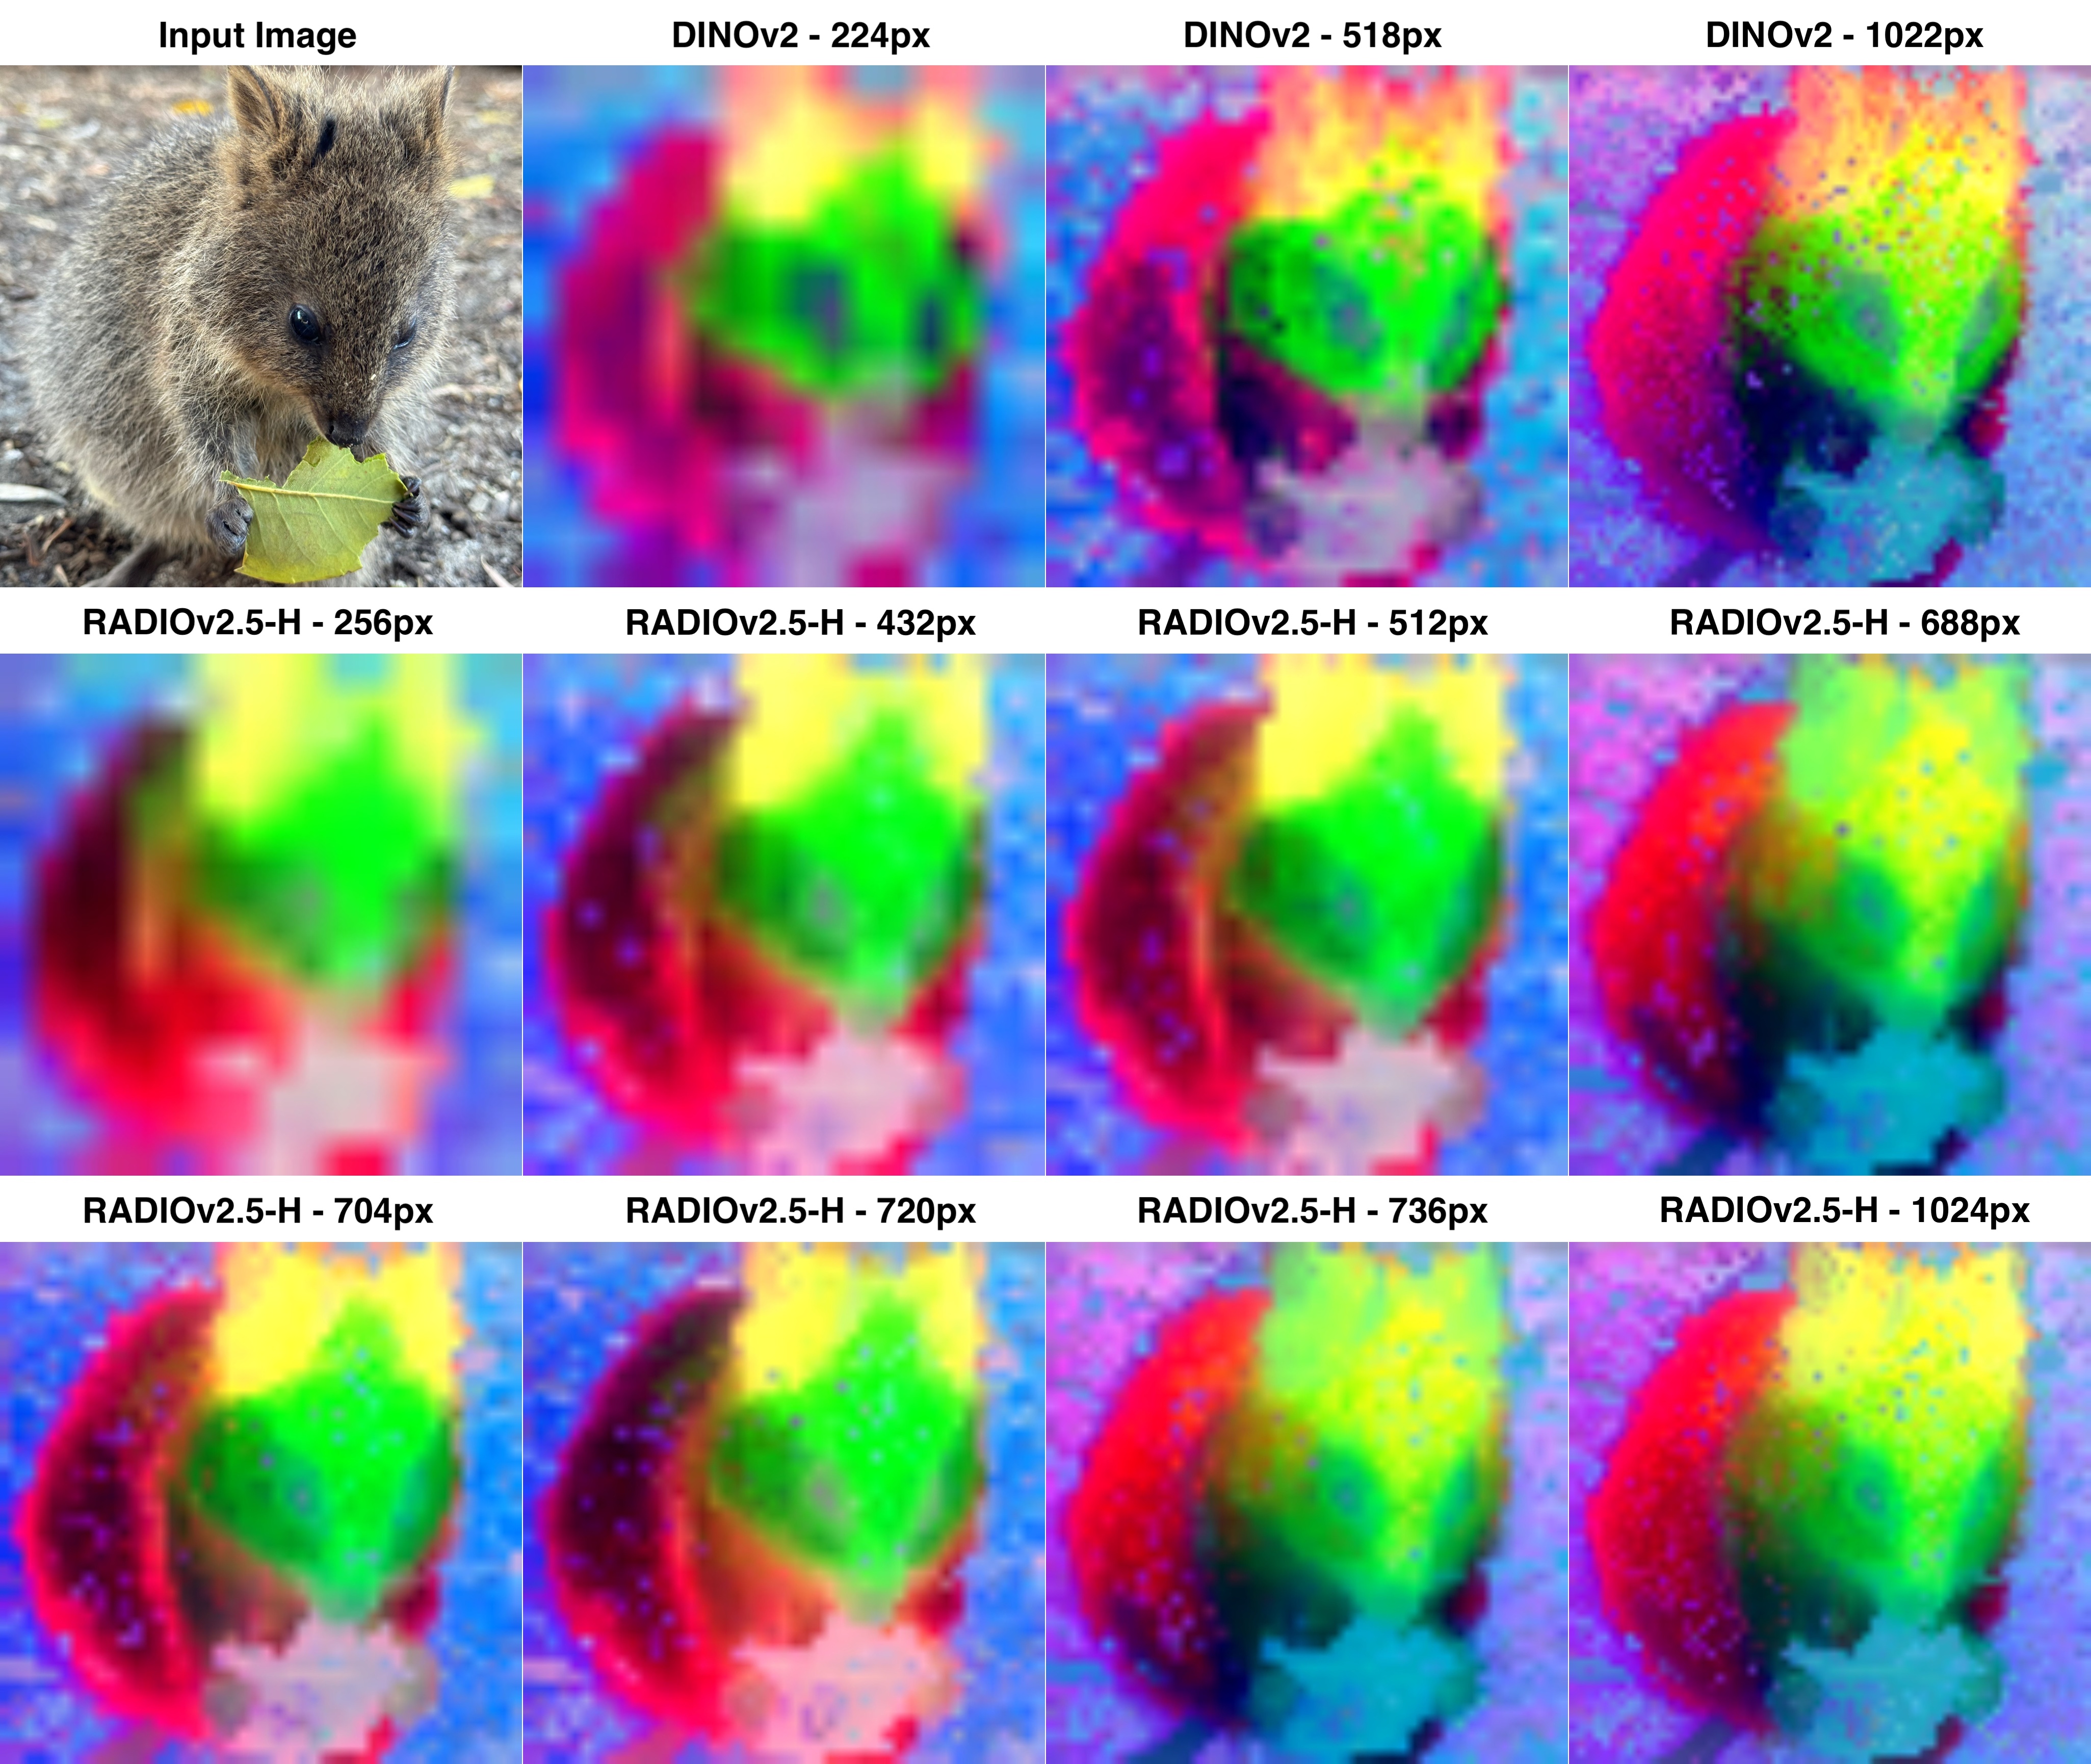 Input Image
DINOv2 - 224px
DINOv2 - 518px
DINOv2 - 1022px
RADIOv2.5-H - 256px
RADIOv2.5-H - 432px
RADIOv2.5-H - 512px
RADIOv2.5-H - 688px
RADIOv2.5-H - 704px
RADIOv2.5-H - 720px
RADIOv2.5-H - 736px
RADIOv2.5-H - 1024px